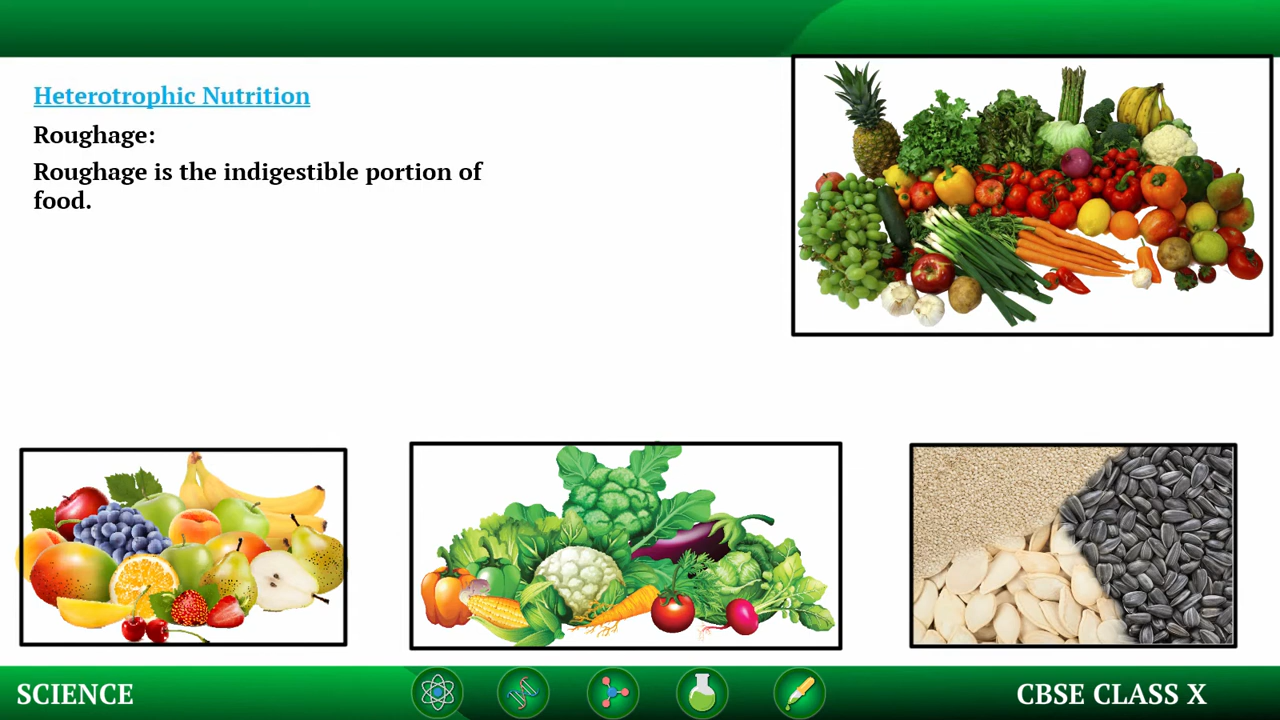 Heterotrophic Nutrition
Roughage:
Roughage is the indigestible portion of
food.
SCIENCE
CBSE CLASS X